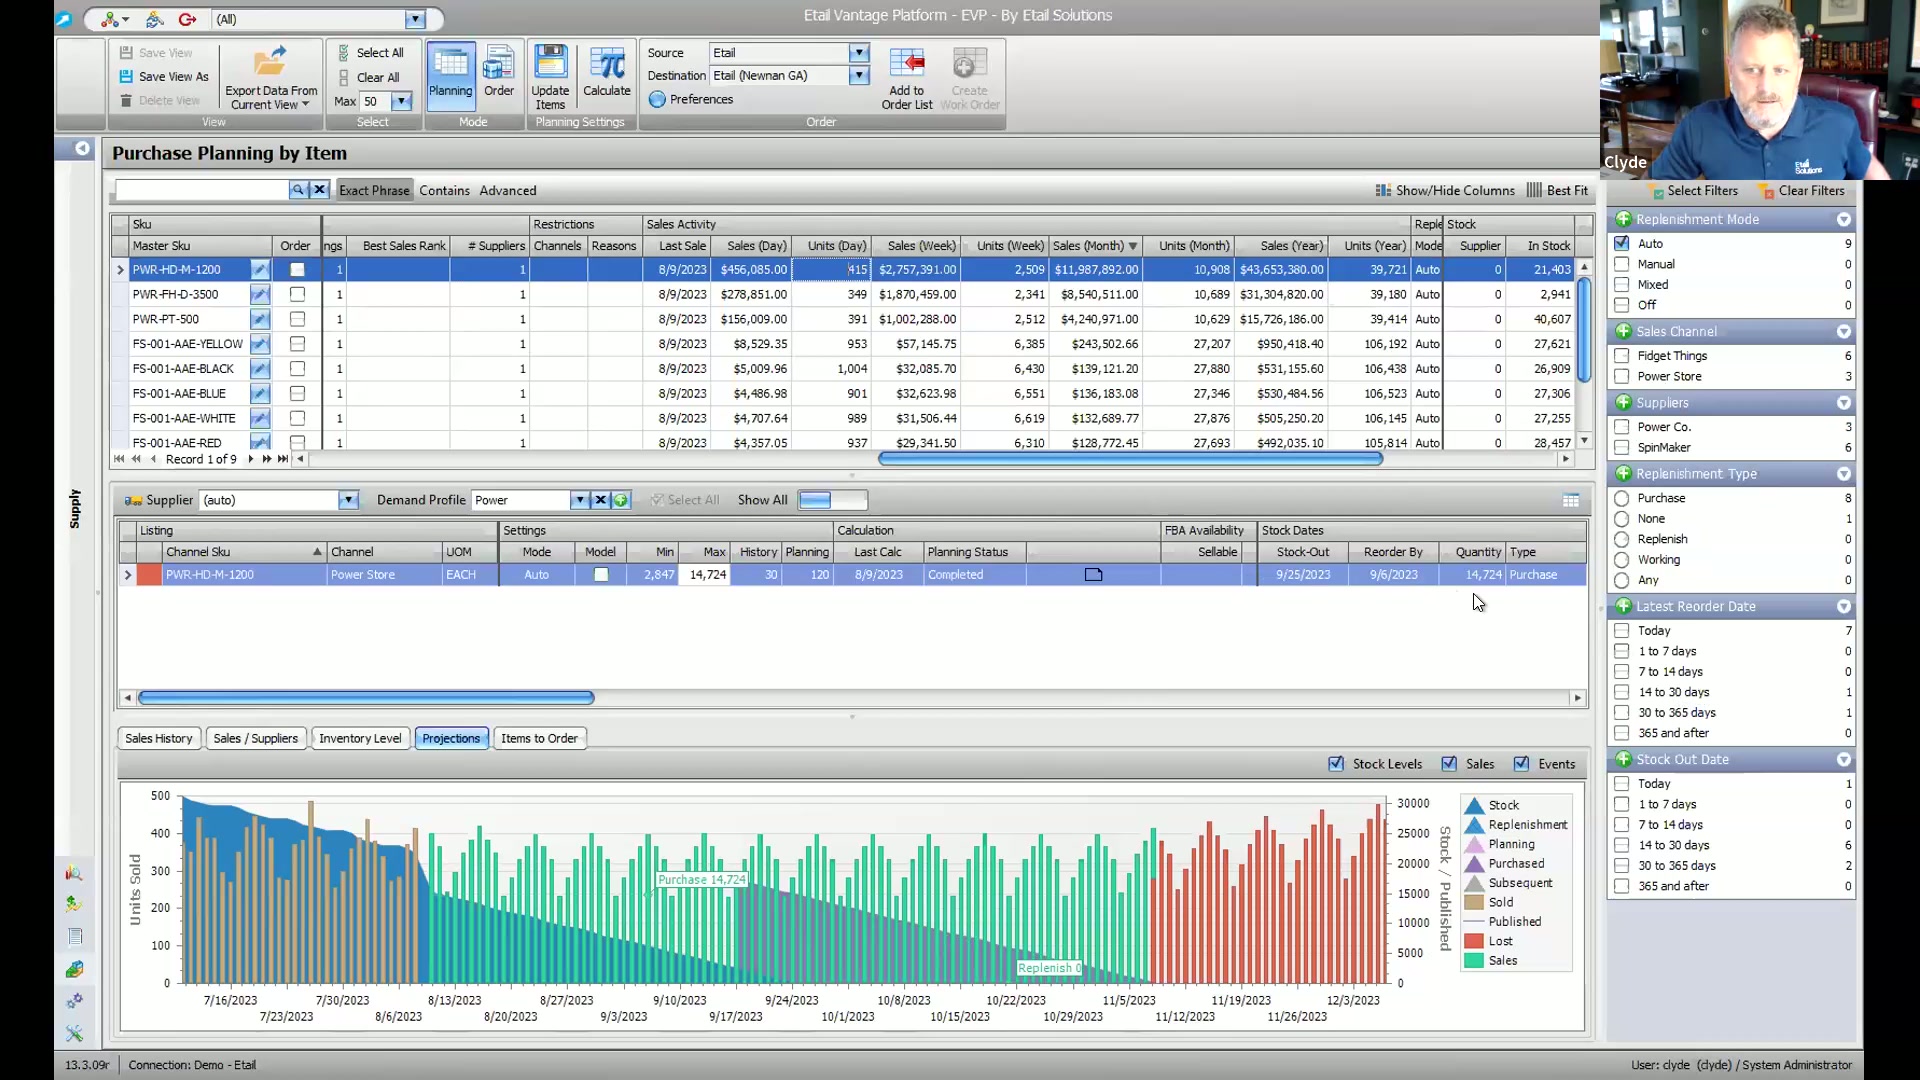 (All)
Etail Vantage Platform - EVP - By Etail Solutions
Save View
Save View As
Delete View
Export Data From
Current View
View
Select All
Clear All
Max 50
Select
Planning
Order
Mode
Update
Items
Calculate
Planning Settings
Source Etail
Destination Etail (Newnan GA)
Preferences
Add to
Order List
Create
Work Order
Order
Etail
Solutions
Clyde
Purchase Planning by Item
Exact Phrase Contains Advanced
Show/Hide Columns Best Fit
Select Filters Clear Filters
Sku Restrictions Sales Activity Reple Stock
Master Sku Order ngs Best Sales Rank # Suppliers Channels Reasons Last Sale Sales (Day) Units (Day) Sales (Week) Units (Week) Sales (Month) Units (Month) Sales (Year) Units (Year) Mode Supplier In Stock
PWR-HD-M-1200 1 1 8/9/2023 $456,085.00 415 $2,757,391.00 2,509 $11,987,892.00 10,908 $43,653,380.00 39,721 Auto 0 21,403
PWR-FH-D-3500 1 1 8/9/2023 $278,851.00 349 $1,870,459.00 2,341 $8,540,511.00 10,689 $31,304,820.00 39,180 Auto 0 2,941
PWR-PT-500 1 1 8/9/2023 $156,009.00 391 $1,002,288.00 2,512 $4,240,971.00 10,629 $15,726,186.00 39,414 Auto 0 40,607
FS-001-AAE-YELLOW 1 1 8/9/2023 $8,529.35 953 $57,145.75 6,385 $243,502.66 27,207 $950,418.40 106,192 Auto 0 27,621
FS-001-AAE-BLACK 1 1 8/9/2023 $5,009.96 1,004 $32,085.70 6,430 $139,121.20 27,880 $531,155.60 106,438 Auto 0 26,909
FS-001-AAE-BLUE 1 1 8/9/2023 $4,486.98 901 $32,623.98 6,551 $136,183.08 27,346 $530,484.56 106,523 Auto 0 27,306
FS-001-AAE-WHITE 1 1 8/9/2023 $4,707.64 989 $31,506.44 6,619 $132,689.77 27,876 $505,250.20 106,145 Auto 0 27,255
FS-001-AAE-RED 1 1 8/9/2023 $4,357.05 937 $29,341.50 6,310 $128,772.45 27,693 $492,035.10 105,814 Auto 0 28,457
Record 1 of 9
Supply
Supplier (auto) Demand Profile Power Select All Show All
Listing Settings Calculation FBA Availability Stock Dates
Channel Sku Channel UOM Mode Model Min Max History Planning Last Calc Planning Status Sellable Stock-Out Reorder By Quantity Type
PWR-HD-M-1200 Power Store EACH Auto 2,847 14,724 30 120 8/9/2023 Completed 9/25/2023 9/6/2023 14,724 Purchase
Sales History Sales / Suppliers Inventory Level Projections Items to Order
Stock Levels Sales Events
Units Sold
500
400
300
200
100
0
Purchase 14,724
Replenish 0
30000
25000
20000
15000
10000
5000
0
Stock / Published
7/16/2023 7/30/2023 8/13/2023 8/27/2023 9/10/2023 9/24/2023 10/8/2023 10/22/2023 11/5/2023 11/19/2023 12/3/2023
7/23/2023 8/6/2023 8/20/2023 9/3/2023 9/17/2023 10/1/2023 10/15/2023 10/29/2023 11/12/2023 11/26/2023
Stock
Replenishment
Planning
Purchased
Subsequent
Sold
Published
Lost
Sales
Replenishment Mode
Auto 9
Manual 0
Mixed 0
Off 0
Sales Channel
Fidget Things 6
Power Store 3
Suppliers
Power Co. 3
SpinMaker 6
Replenishment Type
Purchase 8
None 1
Replenish 0
Working 0
Any 0
Latest Reorder Date
Today 7
1 to 7 days 0
7 to 14 days 0
14 to 30 days 1
30 to 365 days 1
365 and after 0
Stock Out Date
Today 1
1 to 7 days 0
7 to 14 days 0
14 to 30 days 6
30 to 365 days 2
365 and after 0
13.3.09r Connection: Demo - Etail
User: clyde (clyde) / System Administrator